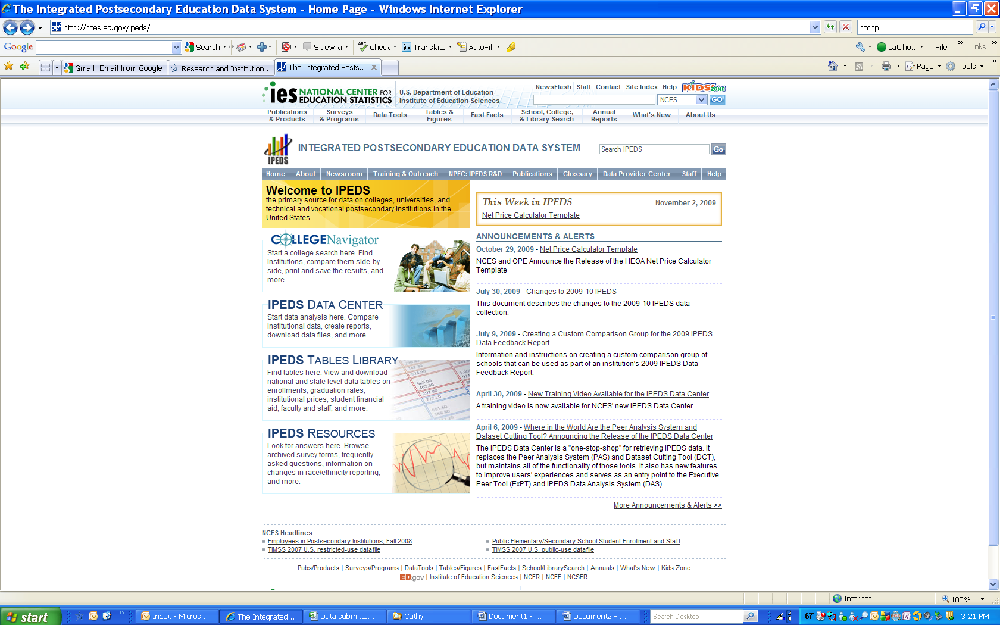 The Integrated Postsecondary Education Data System - Home Page - Windows Internet Explorer
http://nces.ed.gov/ipeds/
nccbp
Google
Search
Sidewiki
Check
Translate
AutoFill
cataho...
File
Links
Gmail: Email from Google
Research and Institution...
The Integrated Posts...
Page
Tools
ies NATIONAL CENTER FOR EDUCATION STATISTICS
U.S. Department of Education
Institute of Education Sciences
NewsFlash Staff Contact Site Index Help KIDS' ZONE
NCES GO
Publications & Products
Surveys & Programs
Data Tools
Tables & Figures
Fast Facts
School, College, & Library Search
Annual Reports
What's New
About Us
IPEDS
INTEGRATED POSTSECONDARY EDUCATION DATA SYSTEM
Search IPEDS Go
Home About Newsroom Training & Outreach NPEC: IPEDS R&D Publications Glossary Data Provider Center Staff Help
Welcome to IPEDS
the primary source for data on colleges, universities, and
technical and vocational postsecondary institutions in the
United States
COLLEGE Navigator
Start a college search here. Find
institutions, compare them side-by-
side, print and save the results, and
more.
IPEDS DATA CENTER
Start data analysis here. Compare
institutional data, create reports,
download data files, and more.
IPEDS TABLES LIBRARY
Find tables here. View and download
national and state level data tables on
enrollments, graduation rates,
institutional prices, student financial
aid, faculty and staff, and more.
IPEDS RESOURCES
Look for answers here. Browse
archived survey forms, frequently
asked questions, information on
changes in race/ethnicity reporting,
and more.
This Week in IPEDS November 2, 2009
Net Price Calculator Template
ANNOUNCEMENTS & ALERTS
October 29, 2009 - Net Price Calculator Template
NCES and OPE Announce the Release of the HEOA Net Price Calculator
Template
July 30, 2009 - Changes to 2009-10 IPEDS
This document describes the changes to the 2009-10 IPEDS data
collection.
July 9, 2009 - Creating a Custom Comparison Group for the 2009 IPEDS
Data Feedback Report
Information and instructions on creating a custom comparison group of
schools that can be used as part of an institution's 2009 IPEDS Data
Feedback Report.
April 30, 2009 - New Training Video Available for the IPEDS Data Center
A training video is now available for NCES' new IPEDS Data Center.
April 6, 2009 - Where in the World Are the Peer Analysis System and
Dataset Cutting Tool? Announcing the Release of the IPEDS Data Center
The IPEDS Data Center is a "one-stop-shop" for retrieving IPEDS data. It
replaces the Peer Analysis System (PAS) and Dataset Cutting Tool (DCT),
but maintains all of the functionality of those tools. It also has new features
to improve users' experiences and serves as an entry point to the Executive
Peer Tool (ExPT) and IPEDS Data Analysis System (DAS).
More Announcements & Alerts >>
NCES Headlines
Employees in Postsecondary Institutions, Fall 2008
TIMSS 2007 U.S. restricted-use datafile
Public Elementary/Secondary School Student Enrollment and Staff
TIMSS 2007 U.S. public-use datafile
Pubs/Products | Surveys/Programs | DataTools | Tables/Figures | FastFacts | School/LibrarySearch | Annuals | What's New | Kids Zone
ED.gov | Institute of Education Sciences | NCER | NCEE | NCSER
Internet
100%
start
Inbox - Micros...
The Integrated...
Data submitte...
Cathy
Document1 - ...
Document2 - ...
Search Desktop
67°
3:21 PM